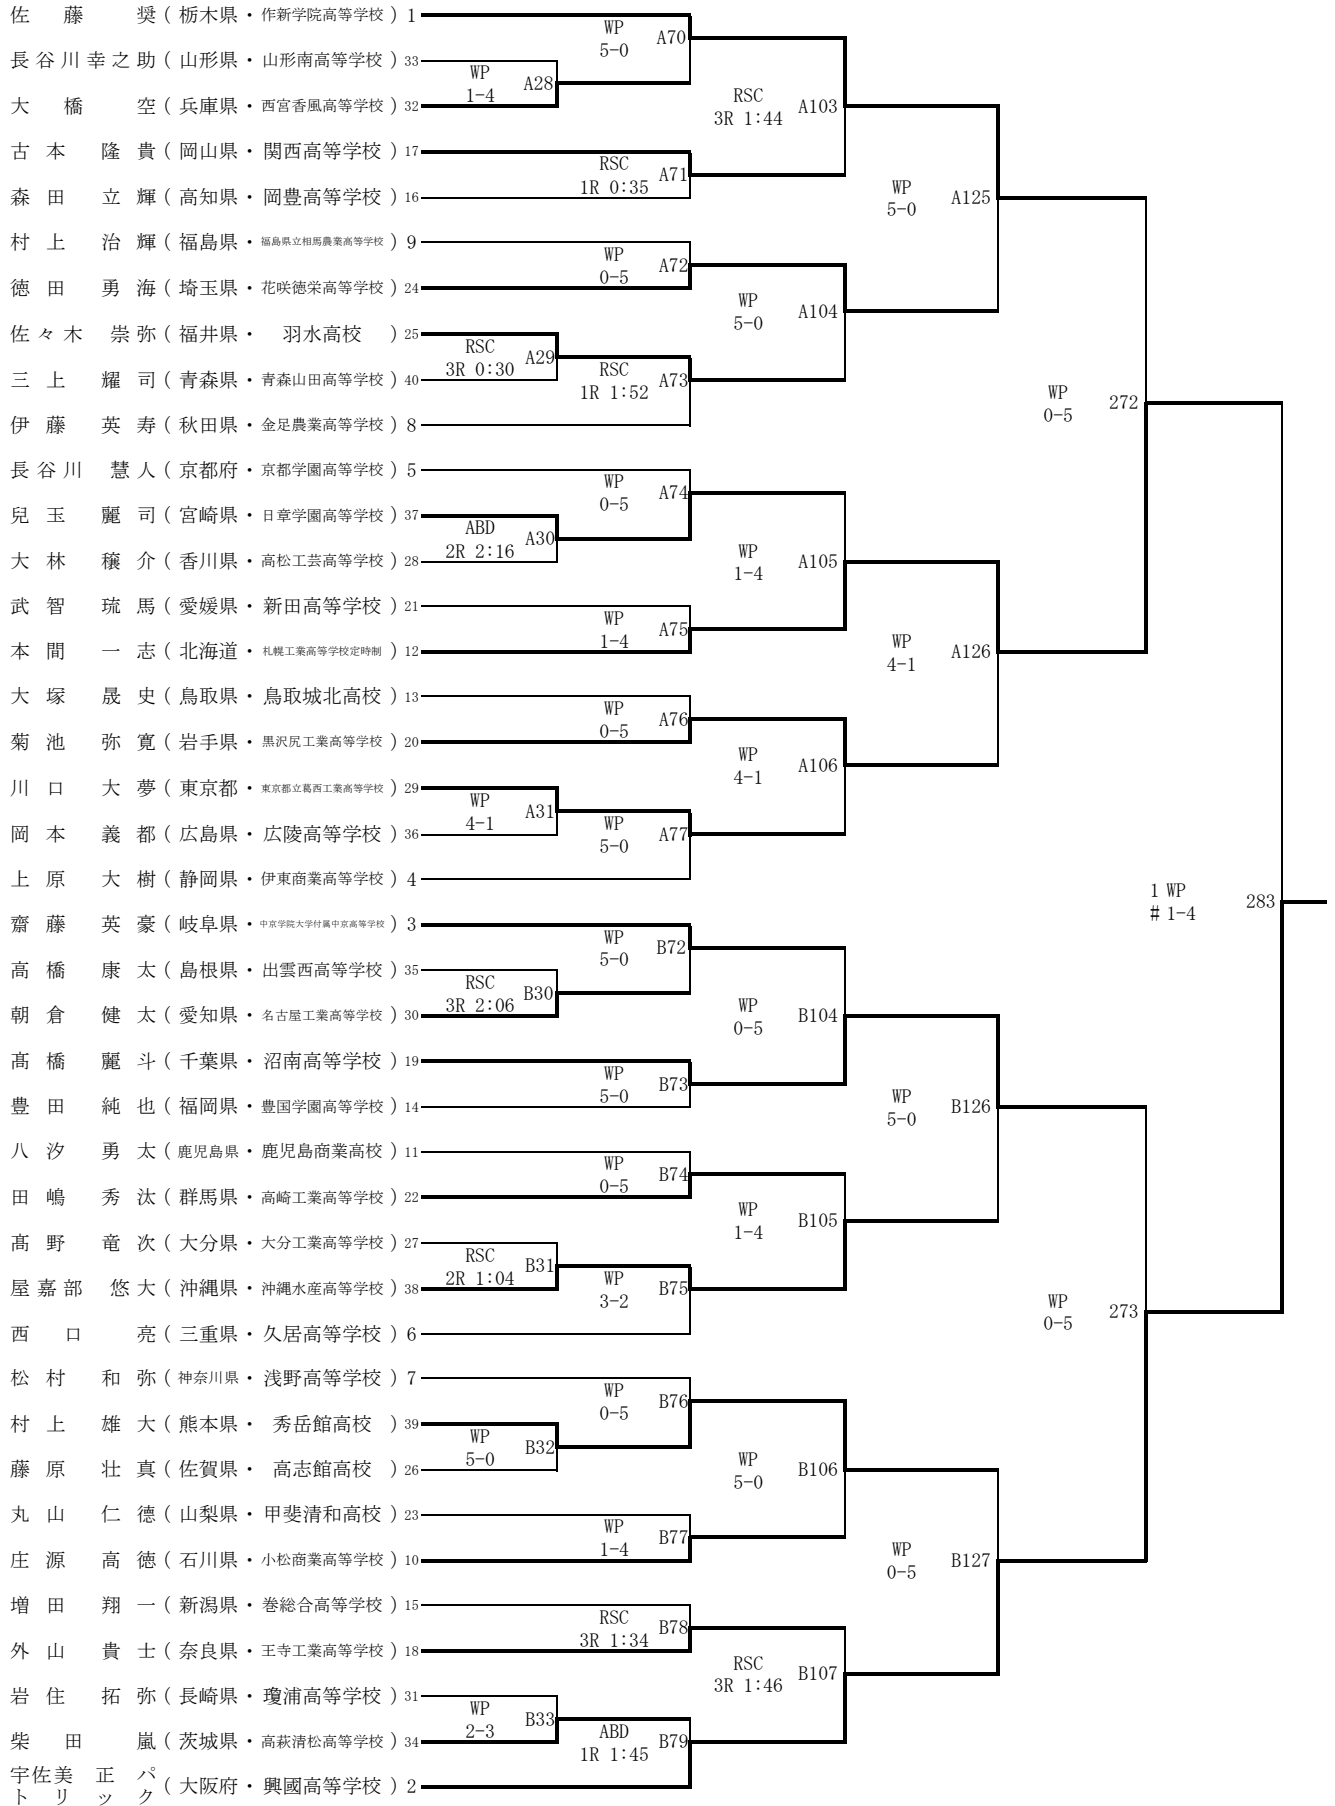 佐藤 奨 ( 栃木県・作新学院高等学校 ) 1
WP
5-0
A70
長谷川幸之助 ( 山形県・山形南高等学校 ) 33
WP
1-4
A28
大橋 空 ( 兵庫県・西宮香風高等学校 ) 32
RSC
3R 1:44
A103
古本 隆貴 ( 岡山県・関西高等学校 ) 17
RSC
1R 0:35
A71
森田 立輝 ( 高知県・岡豊高等学校 ) 16
WP
5-0
A125
村上 治輝 ( 福島県・福島県立相馬農業高等学校 ) 9
WP
0-5
A72
徳田 勇海 ( 埼玉県・花咲徳栄高等学校 ) 24
WP
5-0
A104
佐々木 崇弥 ( 福井県・羽水高校 ) 25
RSC
3R 0:30
A29
三上 耀司 ( 青森県・青森山田高等学校 ) 40
RSC
1R 1:52
A73
伊藤 英寿 ( 秋田県・金足農業高等学校 ) 8
WP
0-5
272
長谷川 慧人 ( 京都府・京都学園高等学校 ) 5
WP
0-5
A74
兒玉 麗司 ( 宮崎県・日章学園高等学校 ) 37
ABD
2R 2:16
A30
大林 穣介 ( 香川県・高松工芸高等学校 ) 28
WP
1-4
A105
武智 琉馬 ( 愛媛県・新田高等学校 ) 21
WP
1-4
A75
本間 一志 ( 北海道・札幌工業高等学校定時制 ) 12
WP
4-1
A126
大塚 晟史 ( 鳥取県・鳥取城北高校 ) 13
WP
0-5
A76
菊池 弥寛 ( 岩手県・黒沢尻工業高等学校 ) 20
WP
4-1
A106
川口 大夢 ( 東京都・東京都立葛西工業高等学校 ) 29
WP
4-1
A31
岡本 義都 ( 広島県・広陵高等学校 ) 36
WP
5-0
A77
上原 大樹 ( 静岡県・伊東商業高等学校 ) 4
1 WP
# 1-4
283
齋藤 英豪 ( 岐阜県・中京学院大学付属中京高等学校 ) 3
WP
5-0
B72
高橋 康太 ( 島根県・出雲西高等学校 ) 35
RSC
3R 2:06
B30
朝倉 健太 ( 愛知県・名古屋工業高等学校 ) 30
WP
0-5
B104
髙橋 麗斗 ( 千葉県・沼南高等学校 ) 19
WP
5-0
B73
豊田 純也 ( 福岡県・豊国学園高等学校 ) 14
WP
5-0
B126
八汐 勇太 ( 鹿児島県・鹿児島商業高校 ) 11
WP
0-5
B74
田嶋 秀汰 ( 群馬県・高崎工業高等学校 ) 22
WP
1-4
B105
髙野 竜次 ( 大分県・大分工業高等学校 ) 27
RSC
2R 1:04
B31
屋嘉部 悠大 ( 沖縄県・沖縄水産高等学校 ) 38
WP
3-2
B75
西口 亮 ( 三重県・久居高等学校 ) 6
WP
0-5
273
松村 和弥 ( 神奈川県・浅野高等学校 ) 7
WP
0-5
B76
村上 雄大 ( 熊本県・秀岳館高校 ) 39
WP
5-0
B32
藤原 壮真 ( 佐賀県・高志館高校 ) 26
WP
5-0
B106
丸山 仁德 ( 山梨県・甲斐清和高校 ) 23
WP
1-4
B77
庄源 高徳 ( 石川県・小松商業高等学校 ) 10
WP
0-5
B127
増田 翔一 ( 新潟県・巻総合高等学校 ) 15
RSC
3R 1:34
B78
外山 貴士 ( 奈良県・王寺工業高等学校 ) 18
RSC
3R 1:46
B107
岩住 拓弥 ( 長崎県・瓊浦高等学校 ) 31
WP
2-3
B33
柴田 嵐 ( 茨城県・高萩清松高等学校 ) 34
ABD
1R 1:45
B79
宇佐美 正 パ
トリック ( 大阪府・興國高等学校 ) 2